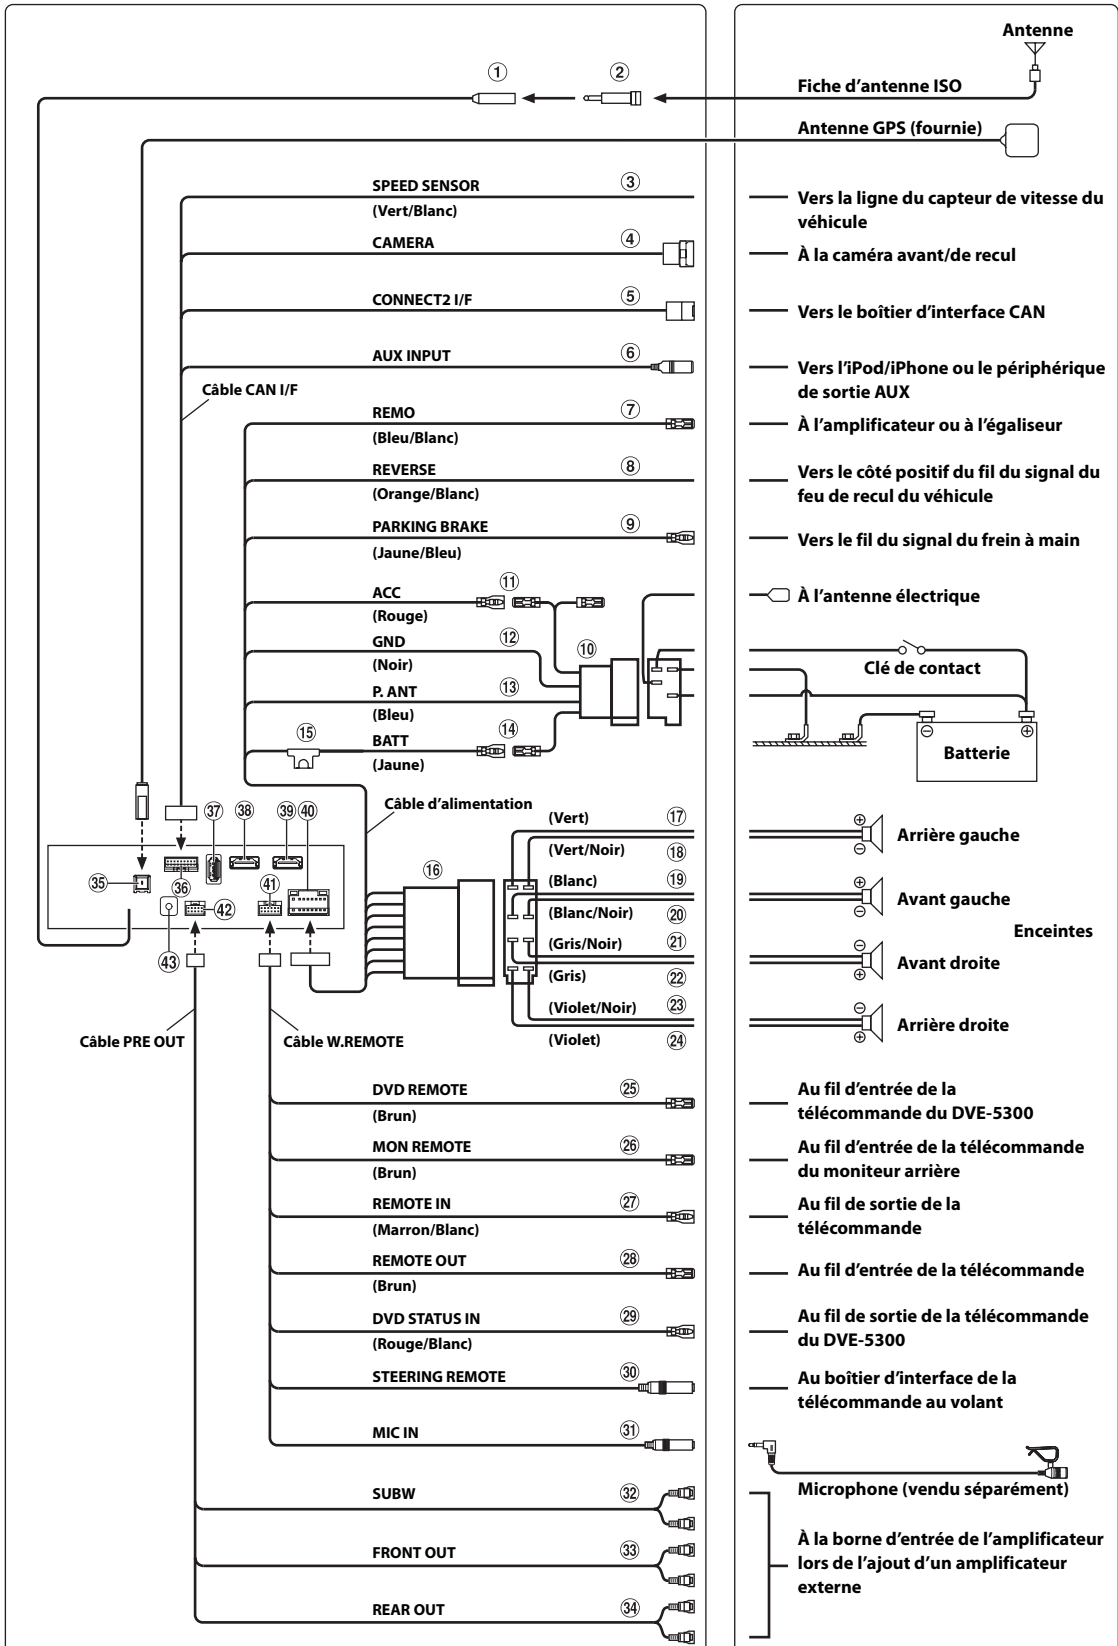 Antenne
① ②
Fiche d'antenne ISO
Antenne GPS (fournie)
SPEED SENSOR ③
(Vert/Blanc)
Vers la ligne du capteur de vitesse du
véhicule
CAMERA ④
À la caméra avant/de recul
CONNECT2 I/F ⑤
Vers le boîtier d'interface CAN
AUX INPUT ⑥
Vers l'iPod/iPhone ou le périphérique
de sortie AUX
Câble CAN I/F
REMO ⑦
(Bleu/Blanc)
À l'amplificateur ou à l'égaliseur
REVERSE ⑧
(Orange/Blanc)
Vers le côté positif du fil du signal du
feu de recul du véhicule
PARKING BRAKE ⑨
(Jaune/Bleu)
Vers le fil du signal du frein à main
ACC ⑪
(Rouge)
À l'antenne électrique
GND ⑫ ⑩
(Noir)
Clé de contact
P. ANT ⑬
(Bleu)
BATT ⑮ ⑭
(Jaune)
⊖ ⊕
Batterie
Câble d'alimentation
㊲ ㊳ ㊴ ㊵
㉟ ㊱ ㊶ ㊷
㊸
⑯
(Vert) ⑰
(Vert/Noir) ⑱
⊕
⊖
Arrière gauche
(Blanc) ⑲
(Blanc/Noir) ⑳
⊕
⊖
Avant gauche
Enceintes
(Gris/Noir) ㉑
(Gris) ㉒
⊖
⊕
Avant droite
(Violet/Noir) ㉓
(Violet) ㉔
⊖
⊕
Arrière droite
Câble PRE OUT
Câble W.REMOTE
DVD REMOTE ㉕
(Brun)
Au fil d'entrée de la
télécommande du DVE-5300
MON REMOTE ㉖
(Brun)
Au fil d'entrée de la télécommande
du moniteur arrière
REMOTE IN ㉗
(Marron/Blanc)
Au fil de sortie de la
télécommande
REMOTE OUT ㉘
(Brun)
Au fil d'entrée de la télécommande
DVD STATUS IN ㉙
(Rouge/Blanc)
Au fil de sortie de la télécommande
du DVE-5300
STEERING REMOTE ㉚
Au boîtier d'interface de la
télécommande au volant
MIC IN ㉛
Microphone (vendu séparément)
SUBW ㉜
FRONT OUT ㉝
À la borne d'entrée de l'amplificateur
lors de l'ajout d'un amplificateur
externe
REAR OUT ㉞